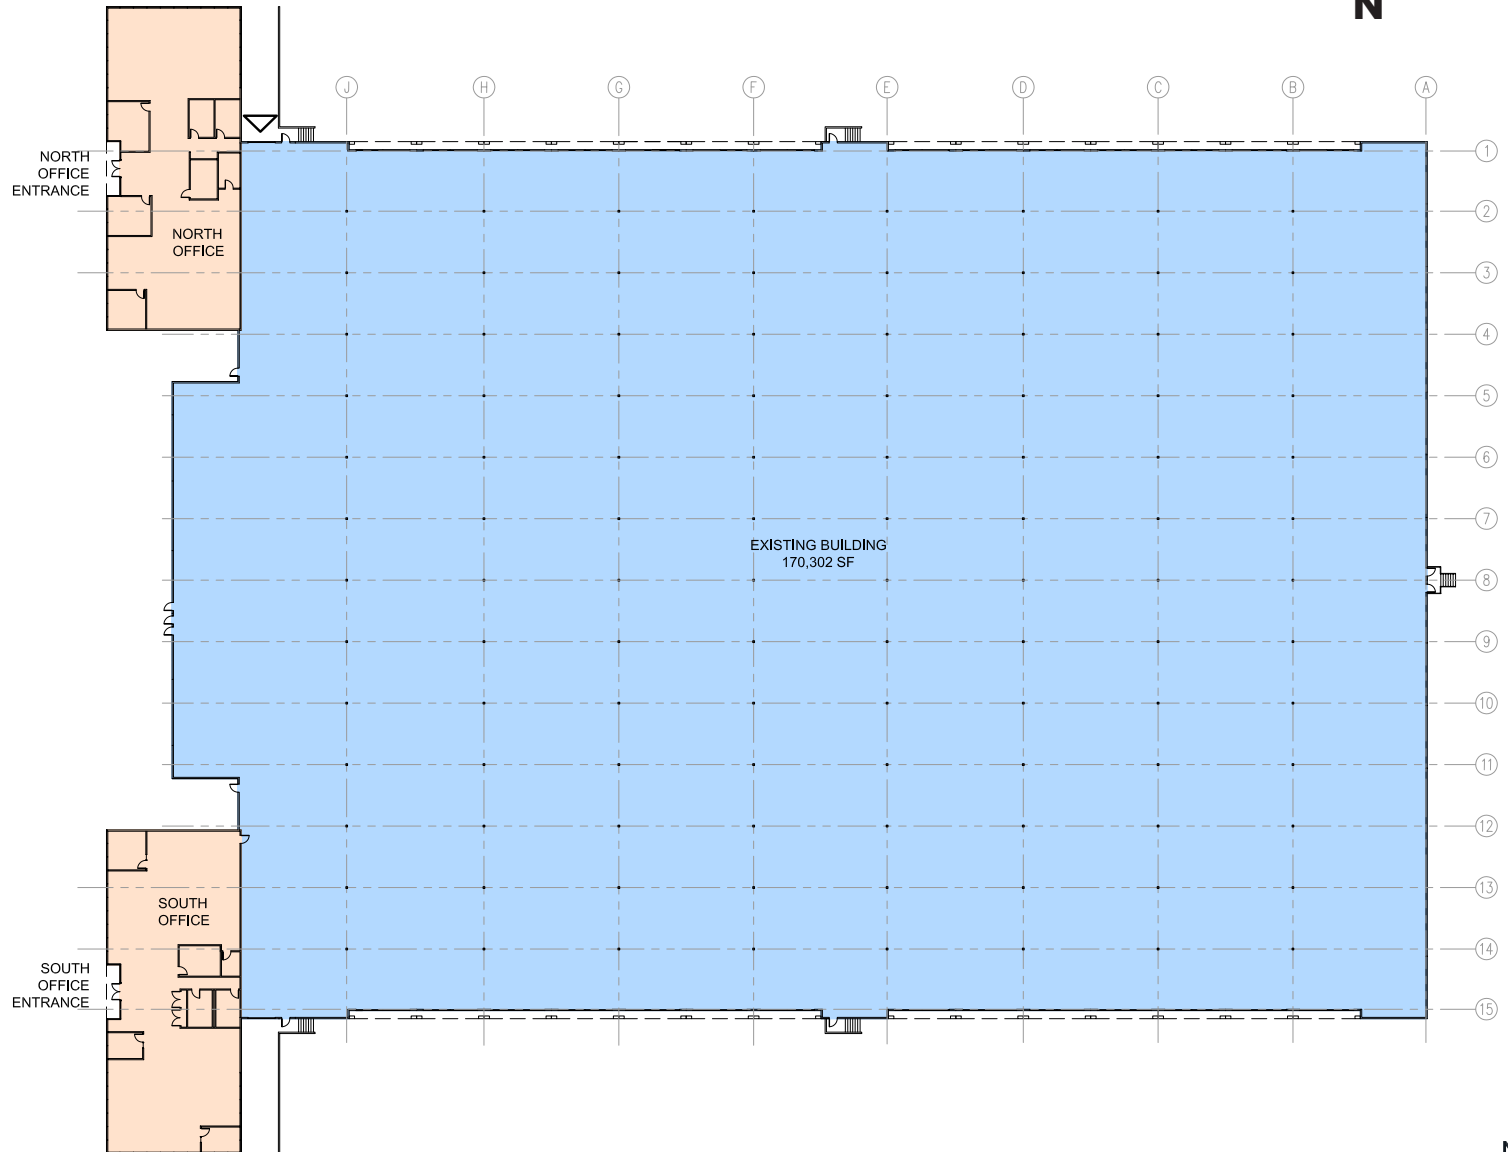 N
J H G F E D C B A
1
NORTH
OFFICE
ENTRANCE
2
NORTH
OFFICE
3
4
5
6
7
EXISTING BUILDING
170,302 SF
8
9
10
11
12
13
SOUTH
OFFICE
14
SOUTH
OFFICE
ENTRANCE
15